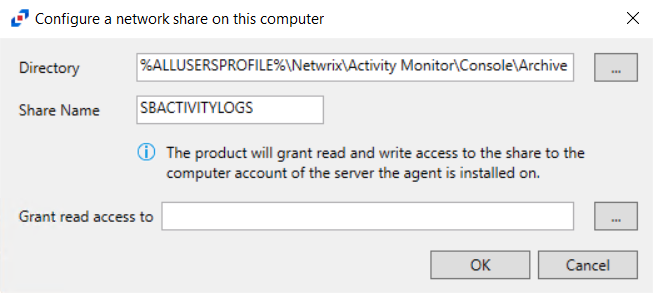 Configure a network share on this computer
Directory
%ALLUSERSPROFILE%\Netwrix\Activity Monitor\Console\Archive
...
Share Name
SBACTIVITYLOGS
The product will grant read and write access to the share to the
computer account of the server the agent is installed on.
Grant read access to
...
OK
Cancel